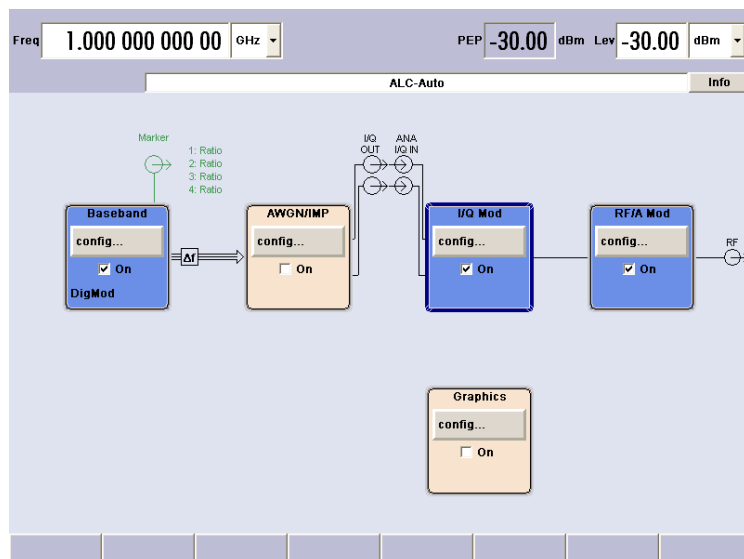 Freq 1.000 000 000 00 GHz PEP -30.00 dBm Lev -30.00 dBm
ALC-Auto Info
Marker
1: Ratio
2: Ratio
3: Ratio
4: Ratio
I/Q OUT
ANA I/Q IN
Baseband
config...
On
DigMod
Δf
AWGN/IMP
config...
On
I/Q Mod
config...
On
RF/A Mod
config...
On
RF
Graphics
config...
On